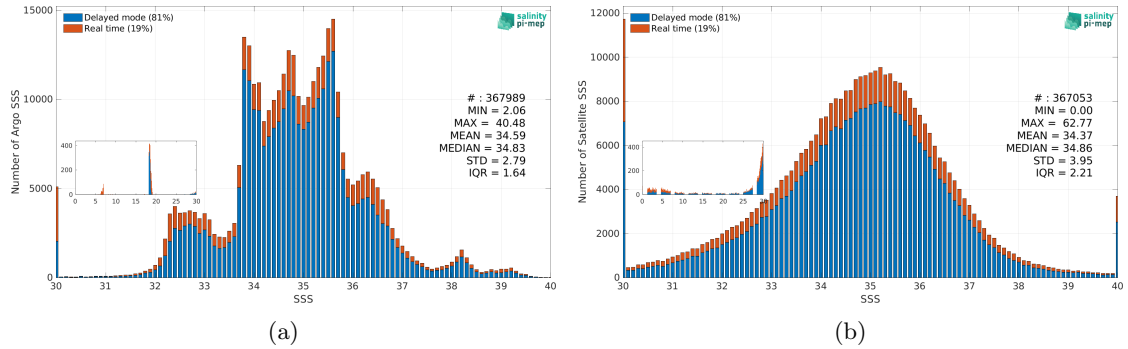 Delayed mode (81%)
Real time (19%)
salinity
pi-mep
# : 367989
MIN = 2.06
MAX = 40.48
MEAN = 34.59
MEDIAN = 34.83
STD = 2.79
IQR = 1.64
Number of Argo SSS
15000
10000
5000
0
400
200
0
0 5 10 15 20 25 30
30 31 32 33 34 35 36 37 38 39 40
SSS
(a)
Delayed mode (81%)
Real time (19%)
salinity
pi-mep
# : 367053
MIN = 0.00
MAX = 62.77
MEAN = 34.37
MEDIAN = 34.86
STD = 3.95
IQR = 2.21
Number of Satellite SSS
12000
10000
8000
6000
4000
2000
0
400
200
0
0 5 10 15 20 25 30
30 31 32 33 34 35 36 37 38 39 40
SSS
(b)